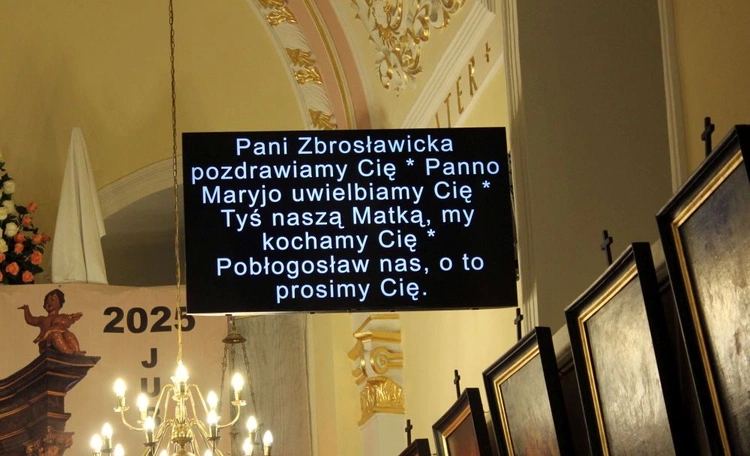 Pani Zbrosławicka
pozdrawiamy Cię * Panno
Maryjo uwielbiamy Cię *
Tyś naszą Matką, my
kochamy Cię *
Pobłogosław nas, o to
prosimy Cię.
2025
J
U